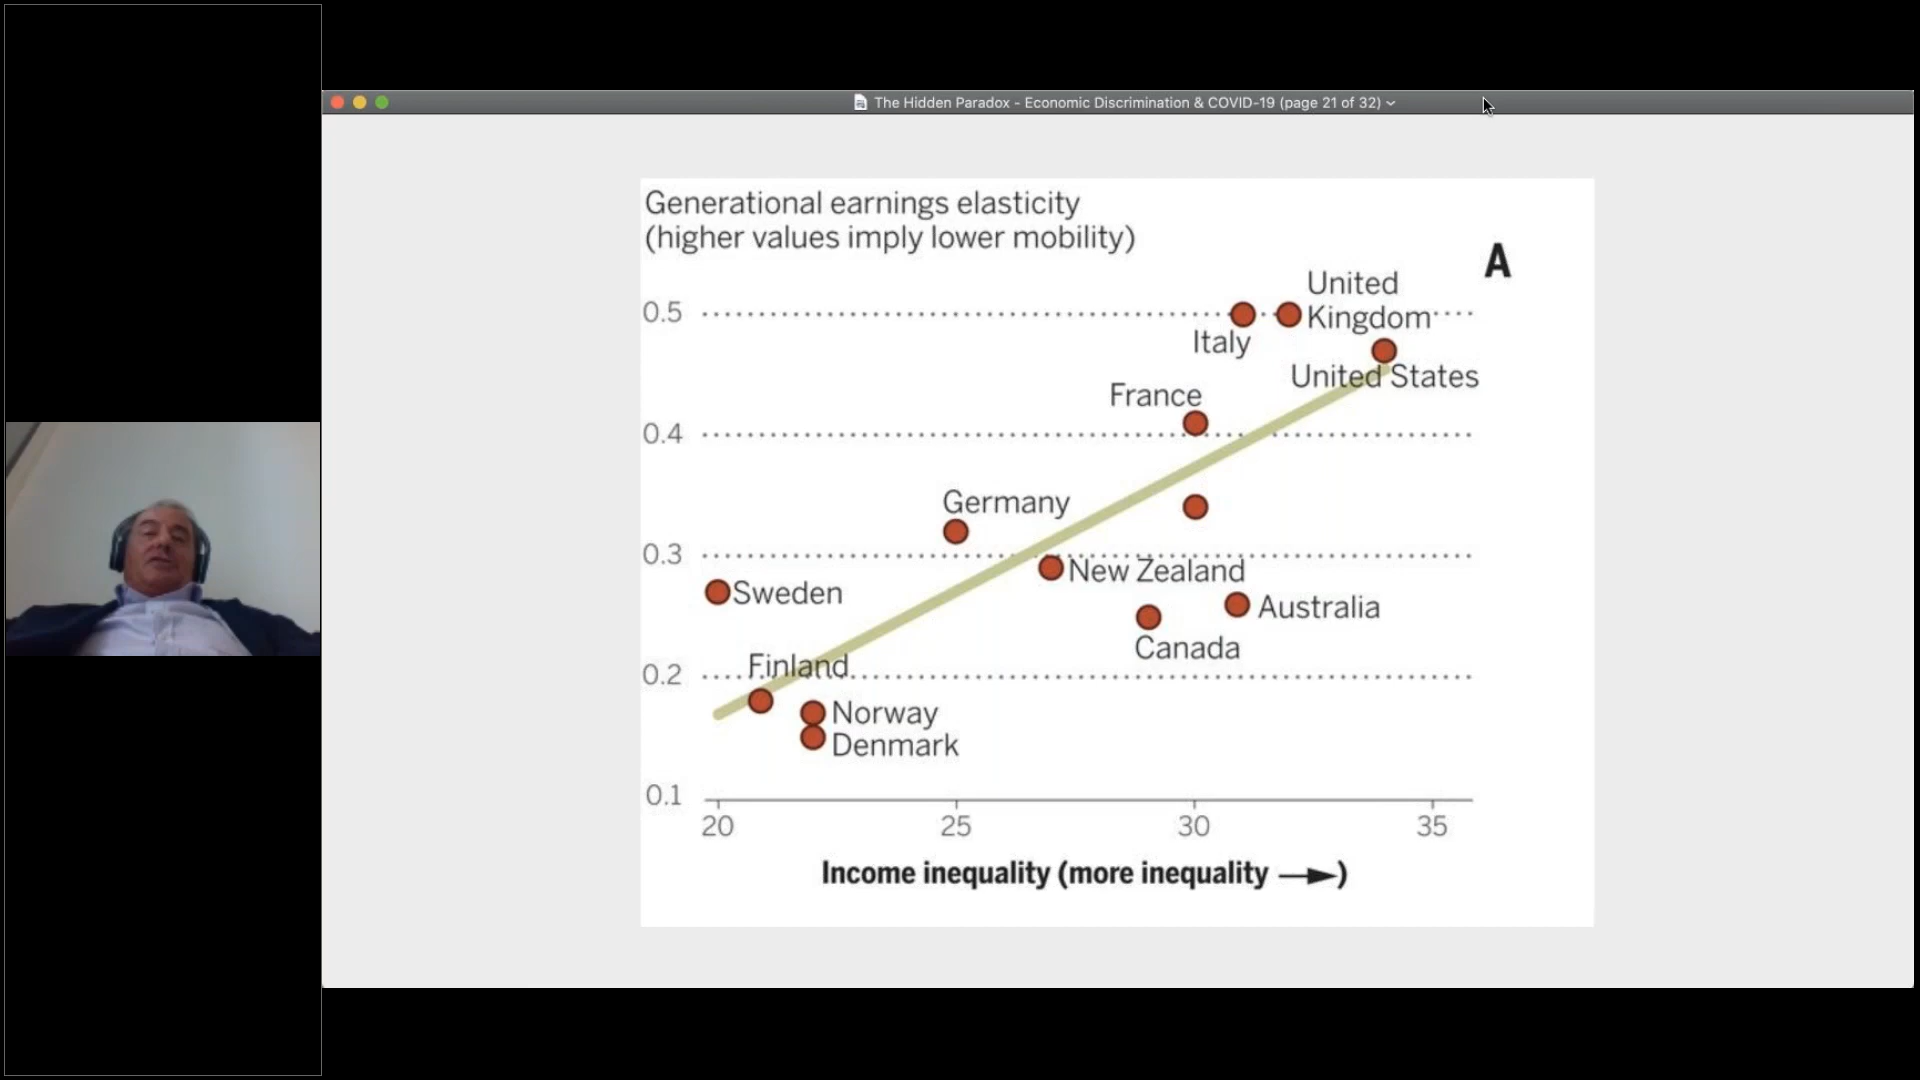 The Hidden Paradox - Economic Discrimination & COVID-19 (page 21 of 32)
Generational earnings elasticity
(higher values imply lower mobility)
A
United
Kingdom
0.5
Italy
United States
France
0.4
Germany
0.3
New Zealand
Sweden
Australia
Canada
Finland
0.2
Norway
Denmark
0.1
20 25 30 35
Income inequality (more inequality →)